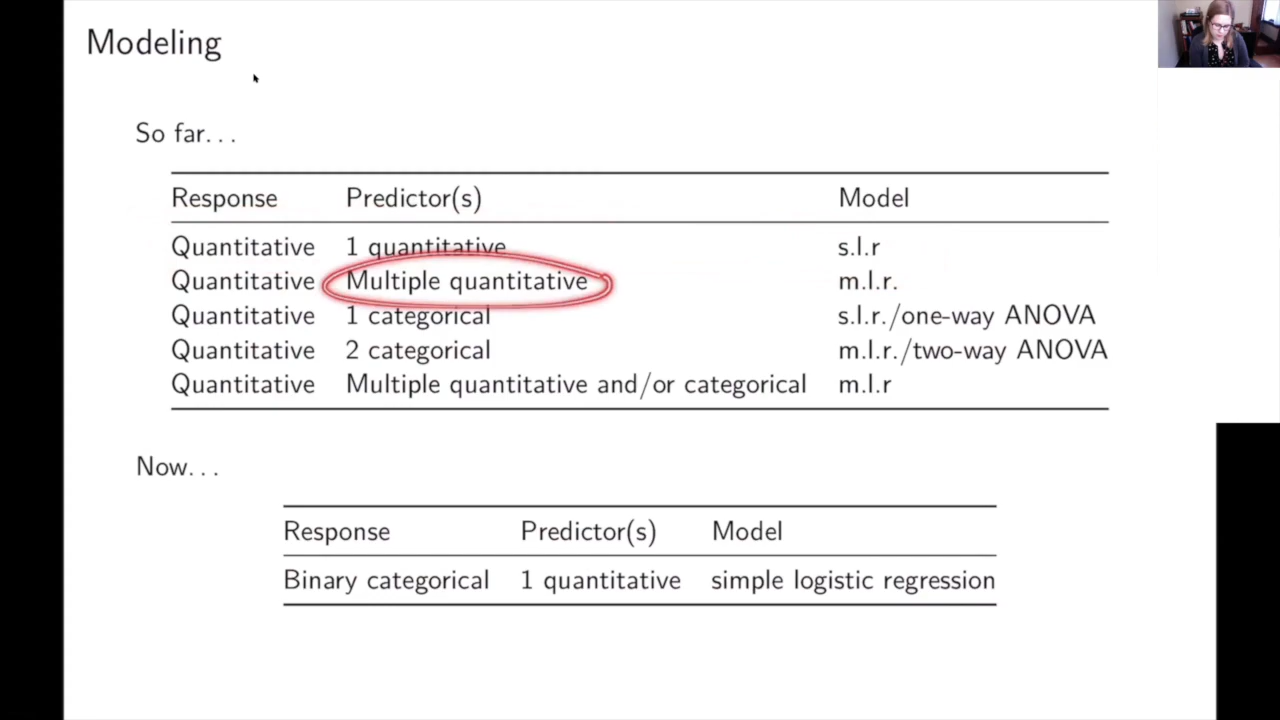 Modeling
So far...
Response Predictor(s) Model
Quantitative 1 quantitative s.l.r
Quantitative Multiple quantitative m.l.r.
Quantitative 1 categorical s.l.r./one-way ANOVA
Quantitative 2 categorical m.l.r./two-way ANOVA
Quantitative Multiple quantitative and/or categorical m.l.r
Now...
Response Predictor(s) Model
Binary categorical 1 quantitative simple logistic regression